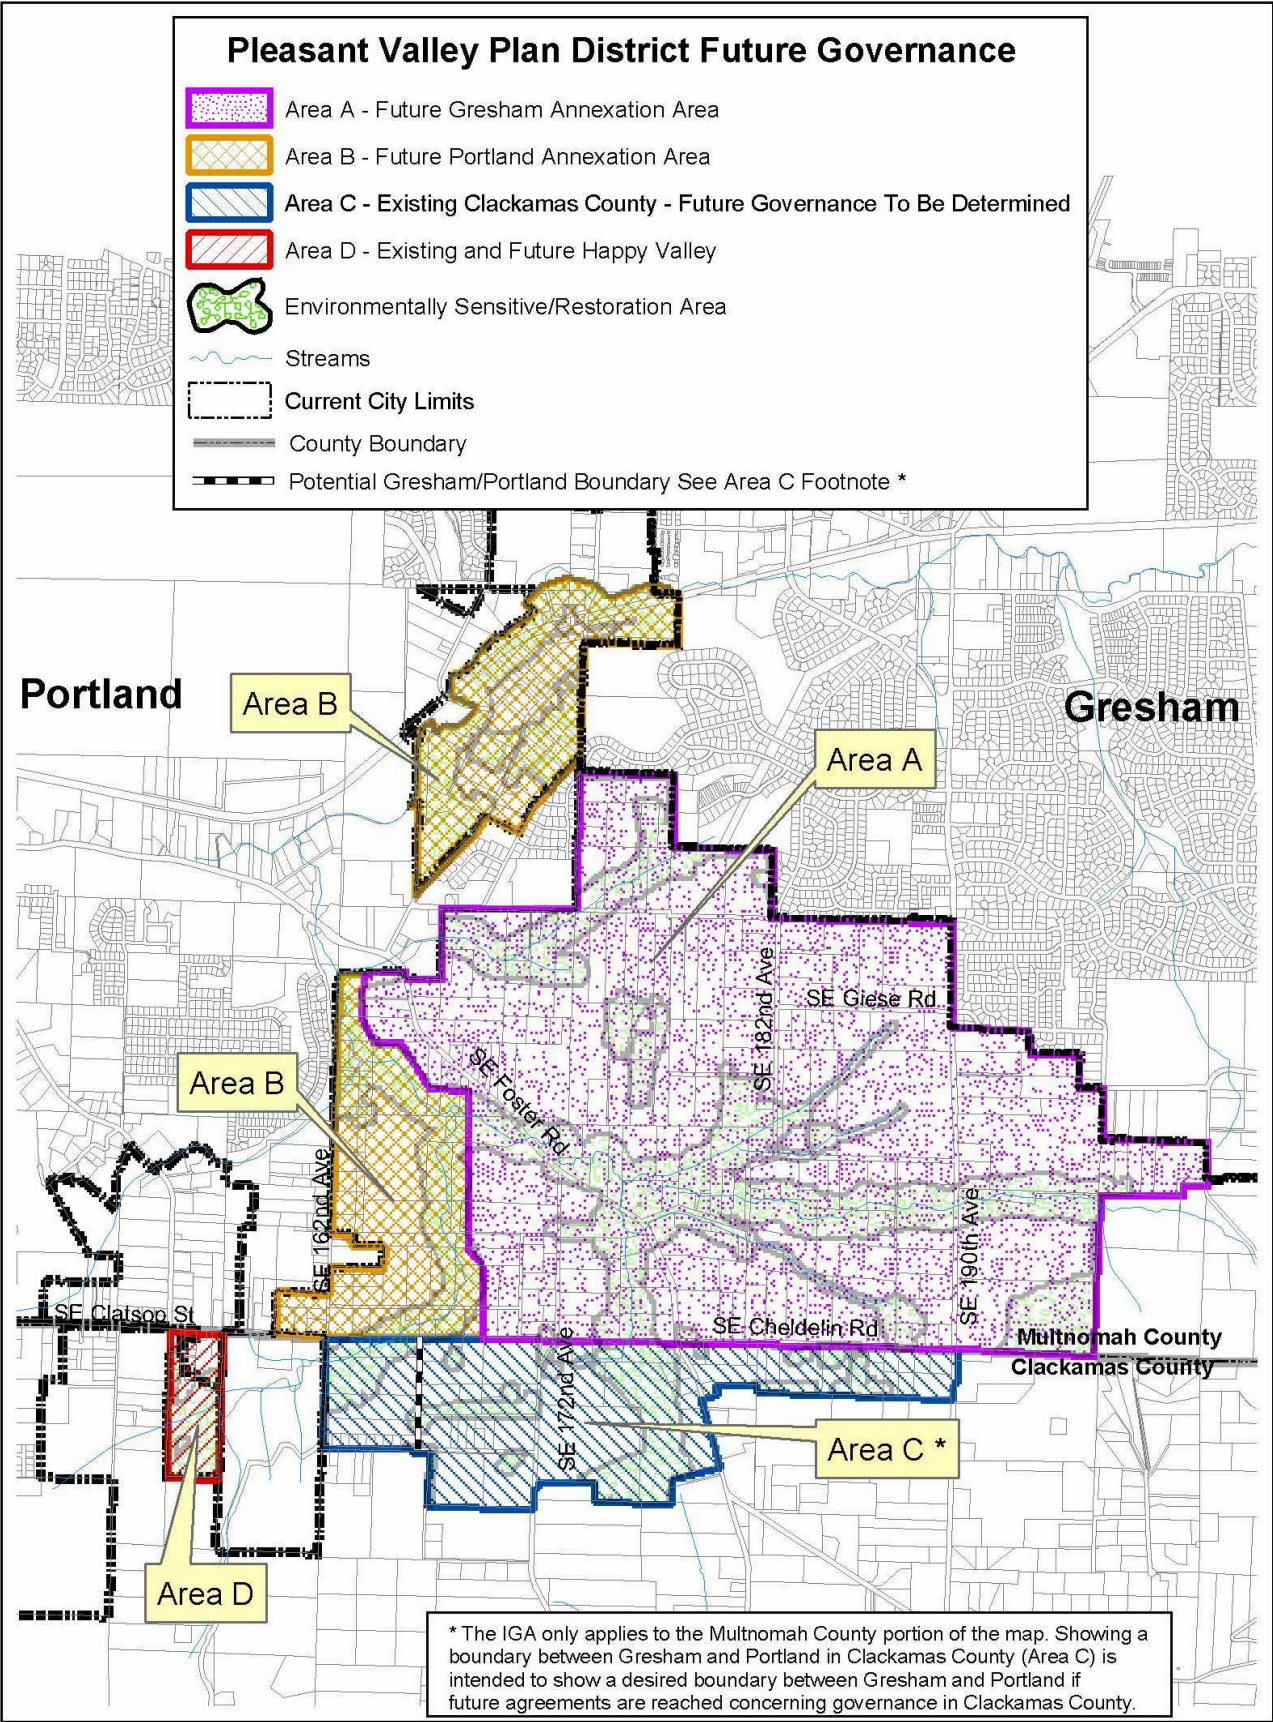 Pleasant Valley Plan District Future Governance
Area A - Future Gresham Annexation Area
Area B - Future Portland Annexation Area
Area C - Existing Clackamas County - Future Governance To Be Determined
Area D - Existing and Future Happy Valley
Environmentally Sensitive/Restoration Area
Streams
Current City Limits
County Boundary
Potential Gresham/Portland Boundary See Area C Footnote *
Portland
Area B
Gresham
Area A
SE 182nd Ave
SE Giese Rd
Area B
SE Foster Rd
SE 162nd Ave
SE 190th Ave
SE Clatsop St
SE Cheldelin Rd
Multnomah County
Clackamas County
SE 172nd Ave
Area C *
Area D
* The IGA only applies to the Multnomah County portion of the map. Showing a
boundary between Gresham and Portland in Clackamas County (Area C) is
intended to show a desired boundary between Gresham and Portland if
future agreements are reached concerning governance in Clackamas County.